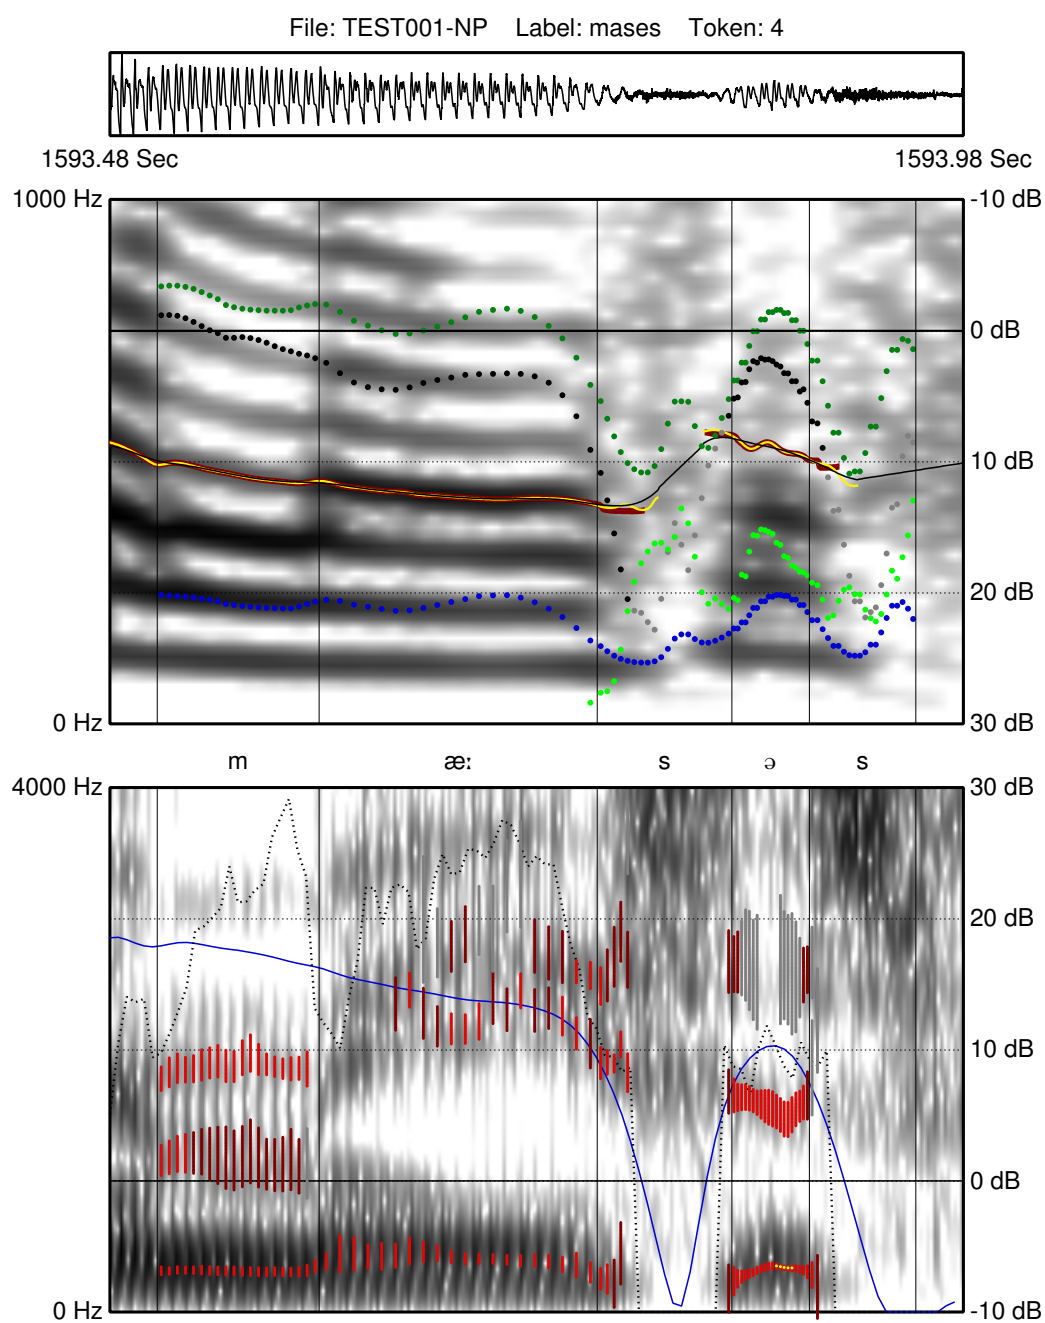 File: TEST001-NP Label: mases Token: 4
1593.48 Sec 1593.98 Sec
1000 Hz -10 dB
0 dB
10 dB
20 dB
0 Hz 30 dB
m æː s ə s
4000 Hz 30 dB
20 dB
10 dB
0 dB
0 Hz -10 dB